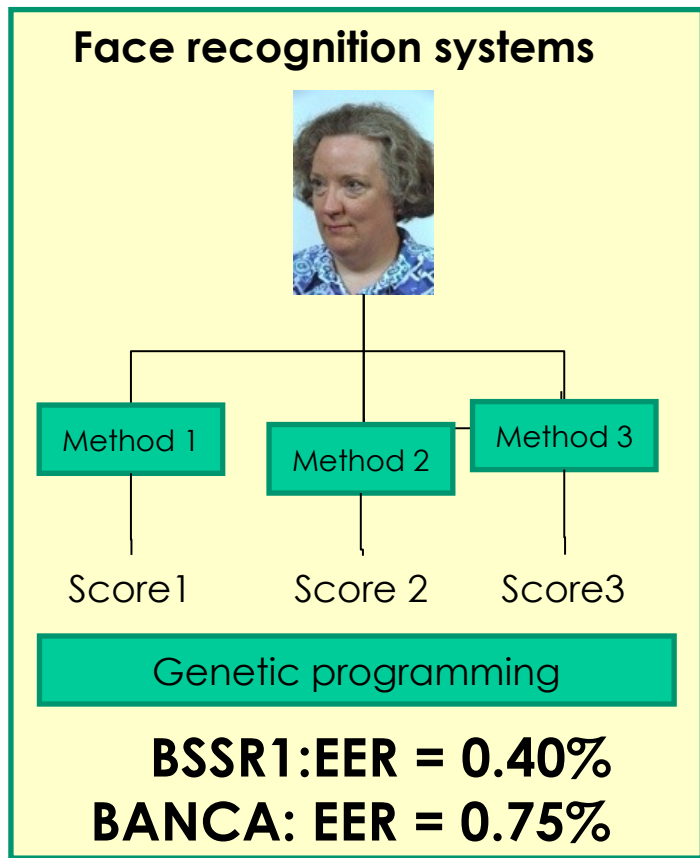 Face recognition systems
Method 1
Method 2
Method 3
Score1
Score 2
Score3
Genetic programming
BSSR1:EER = 0.40%
BANCA: EER = 0.75%